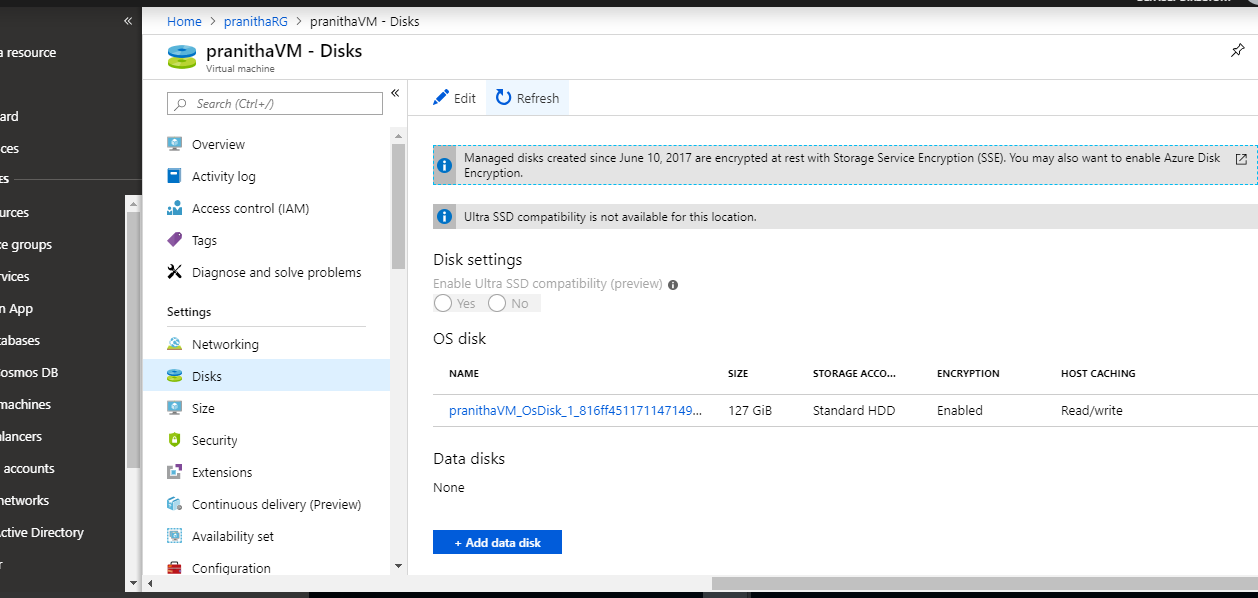 «
Home > pranithaRG > pranithaVM - Disks
pranithaVM - Disks
Virtual machine
a resource
ard
ces
ES
urces
ce groups
rvices
n App
tabases
osmos DB
machines
alancers
accounts
networks
Active Directory
r
Search (Ctrl+/)
«
Overview
Activity log
Access control (IAM)
Tags
Diagnose and solve problems
Settings
Networking
Disks
Size
Security
Extensions
Continuous delivery (Preview)
Availability set
Configuration
Edit Refresh
Managed disks created since June 10, 2017 are encrypted at rest with Storage Service Encryption (SSE). You may also want to enable Azure Disk
Encryption.
Ultra SSD compatibility is not available for this location.
Disk settings
Enable Ultra SSD compatibility (preview)
Yes No
OS disk
NAME SIZE STORAGE ACCO... ENCRYPTION HOST CACHING
pranithaVM_OsDisk_1_816ff451171147149... 127 GiB Standard HDD Enabled Read/write
Data disks
None
+ Add data disk